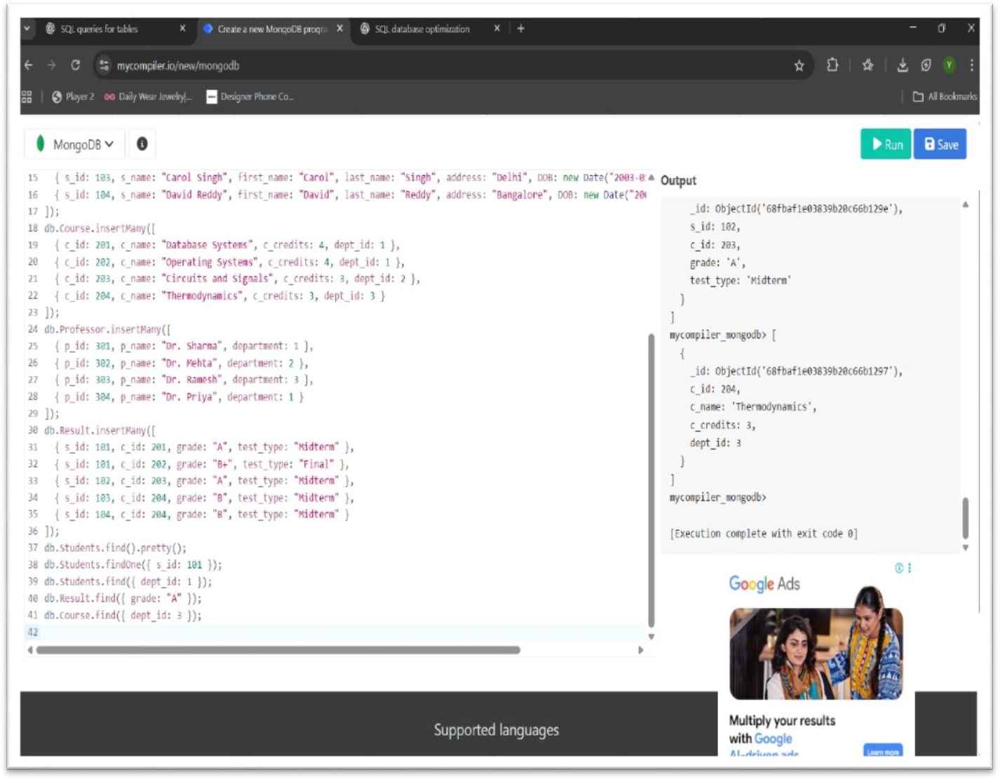 SQL queries for tables
Create a new MongoDB progra
SQL database optimization
mycompiler.io/new/mongodb
Y
Player 2
Daily Wear Jewelry|...
Designer Phone Co...
All Bookmarks
MongoDB
Run
Save
15 { s_id: 103, s_name: "Carol Singh", first_name: "Carol", last_name: "Singh", address: "Delhi", DOB: new Date("2003-0
16 { s_id: 104, s_name: "David Reddy", first_name: "David", last_name: "Reddy", address: "Bangalore", DOB: new Date("200
17 ]);
18 db.Course.insertMany([
19 { c_id: 201, c_name: "Database Systems", c_credits: 4, dept_id: 1 },
20 { c_id: 202, c_name: "Operating Systems", c_credits: 4, dept_id: 1 },
21 { c_id: 203, c_name: "Circuits and Signals", c_credits: 3, dept_id: 2 },
22 { c_id: 204, c_name: "Thermodynamics", c_credits: 3, dept_id: 3 }
23 ]);
24 db.Professor.insertMany([
25 { p_id: 301, p_name: "Dr. Sharma", department: 1 },
26 { p_id: 302, p_name: "Dr. Mehta", department: 2 },
27 { p_id: 303, p_name: "Dr. Ramesh", department: 3 },
28 { p_id: 304, p_name: "Dr. Priya", department: 1 }
29 ]);
30 db.Result.insertMany([
31 { s_id: 101, c_id: 201, grade: "A", test_type: "Midterm" },
32 { s_id: 101, c_id: 202, grade: "B+", test_type: "Final" },
33 { s_id: 102, c_id: 203, grade: "A", test_type: "Midterm" },
34 { s_id: 103, c_id: 204, grade: "B", test_type: "Midterm" },
35 { s_id: 104, c_id: 204, grade: "B", test_type: "Midterm" }
36 ]);
37 db.Students.find().pretty();
38 db.Students.findOne({ s_id: 101 });
39 db.Students.find({ dept_id: 1 });
40 db.Result.find({ grade: "A" });
41 db.Course.find({ dept_id: 3 });
42
Output
_id: ObjectId('68fbaf1e03839b20c66b129e'),
s_id: 102,
c_id: 203,
grade: 'A',
test_type: 'Midterm'
}
]
mycompiler_mongodb> [
{
_id: ObjectId('68fbaf1e03839b20c66b1297'),
c_id: 204,
c_name: 'Thermodynamics',
c_credits: 3,
dept_id: 3
}
]
mycompiler_mongodb>
[Execution complete with exit code 0]
Google Ads
Multiply your results
with Google
AI-driven ads
Learn more
Supported languages